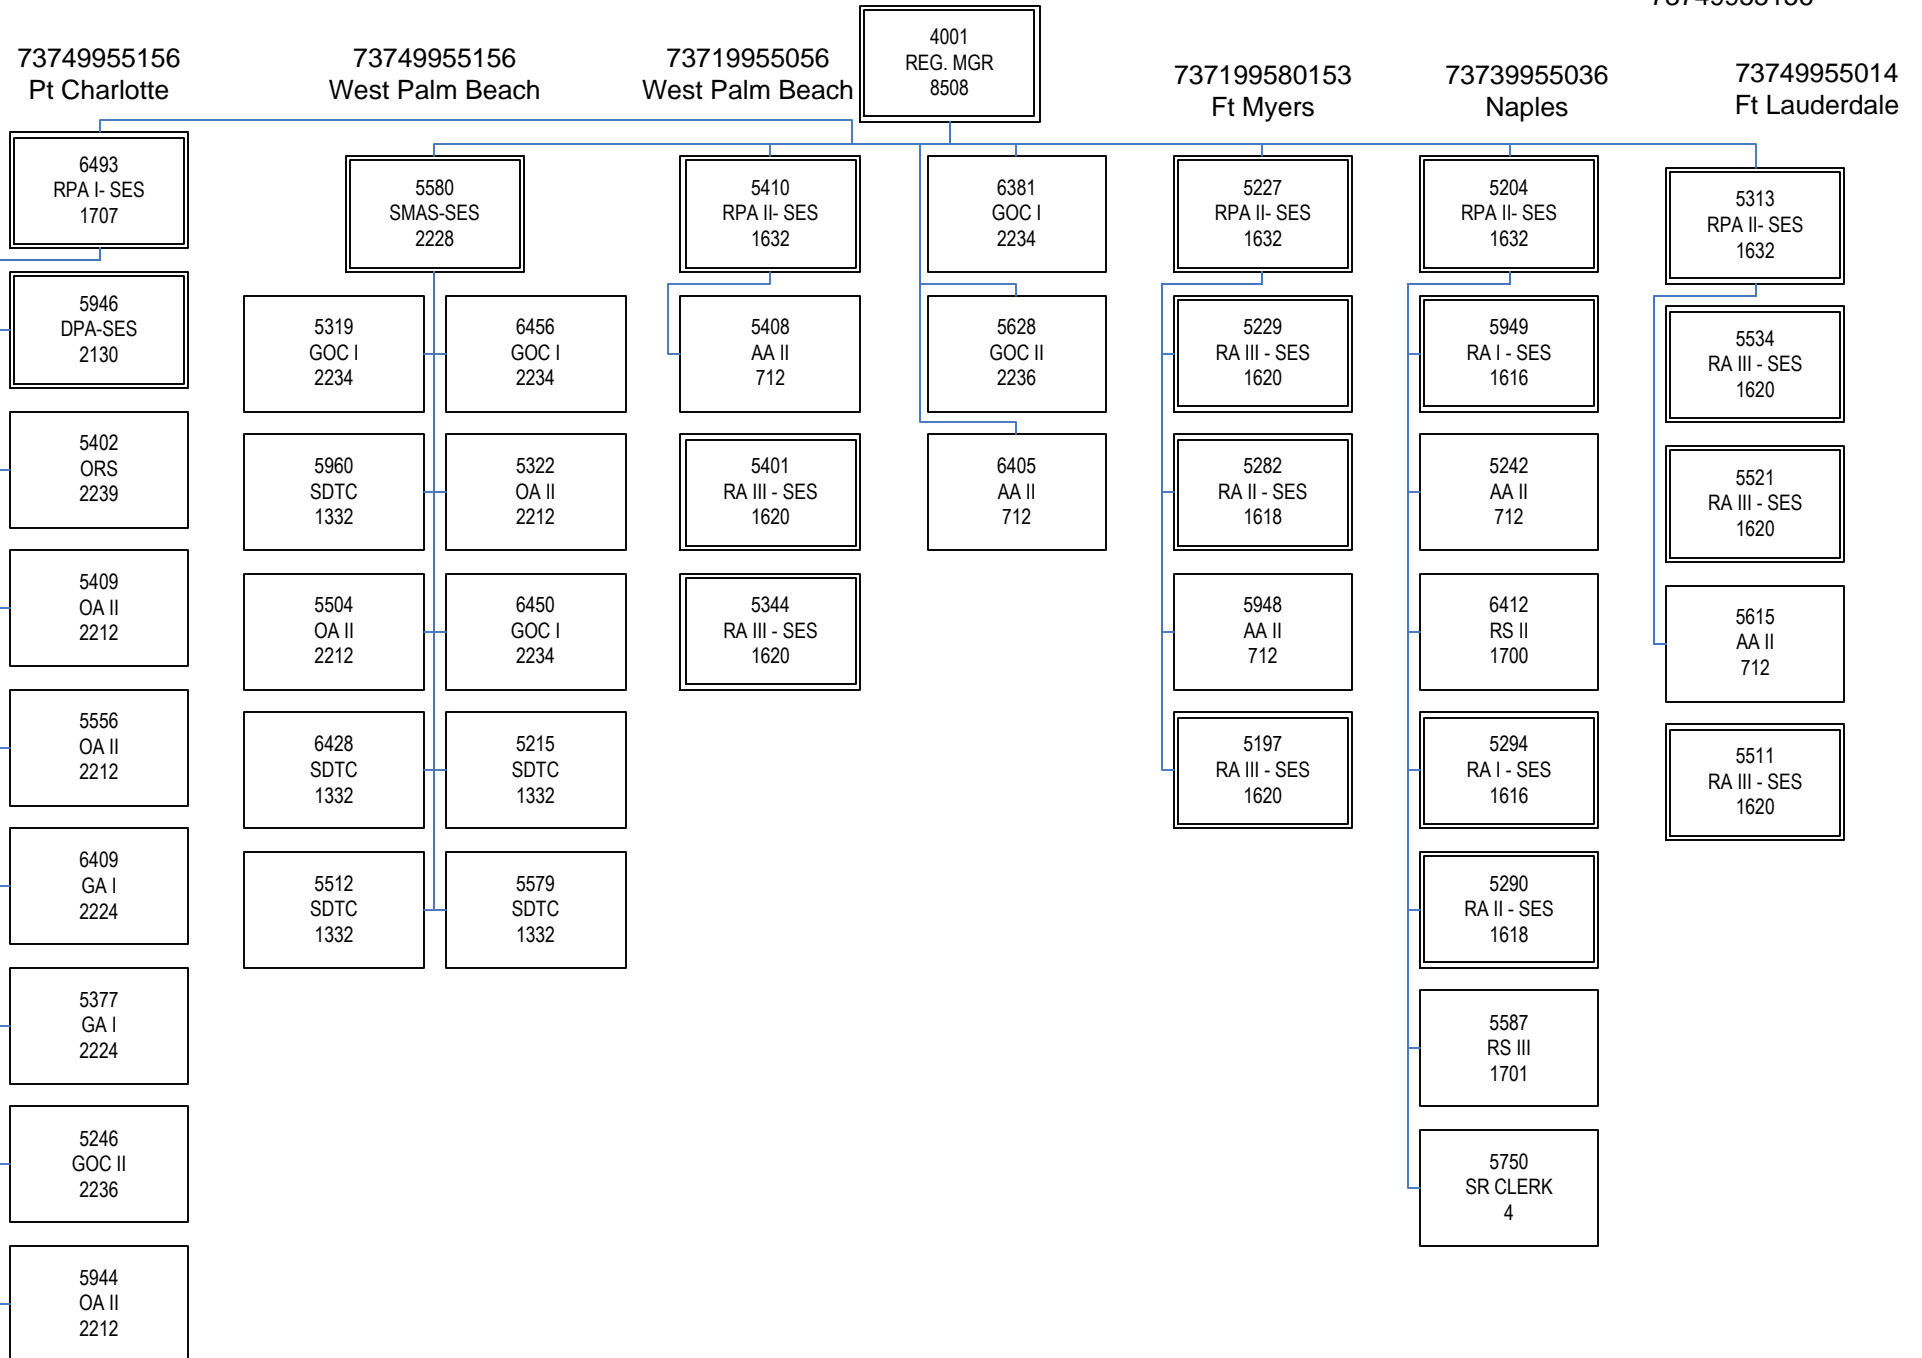 73749955156
Pt Charlotte
73749955156
West Palm Beach
73719955056
West Palm Beach
4001
REG. MGR
8508
737199580153
Ft Myers
73739955036
Naples
73749955014
Ft Lauderdale
6493
RPA I- SES
1707
5946
DPA-SES
2130
5402
ORS
2239
5409
OA II
2212
5556
OA II
2212
6409
GA I
2224
5377
GA I
2224
5246
GOC II
2236
5944
OA II
2212
5580
SMAS-SES
2228
5319
GOC I
2234
6456
GOC I
2234
5960
SDTC
1332
5322
OA II
2212
5504
OA II
2212
6450
GOC I
2234
6428
SDTC
1332
5215
SDTC
1332
5512
SDTC
1332
5579
SDTC
1332
5410
RPA II- SES
1632
5408
AA II
712
5401
RA III - SES
1620
5344
RA III - SES
1620
6381
GOC I
2234
5628
GOC II
2236
6405
AA II
712
5227
RPA II- SES
1632
5229
RA III - SES
1620
5282
RA II - SES
1618
5948
AA II
712
5197
RA III - SES
1620
5204
RPA II- SES
1632
5949
RA I - SES
1616
5242
AA II
712
6412
RS II
1700
5294
RA I - SES
1616
5290
RA II - SES
1618
5587
RS III
1701
5750
SR CLERK
4
5313
RPA II- SES
1632
5534
RA III - SES
1620
5521
RA III - SES
1620
5615
AA II
712
5511
RA III - SES
1620